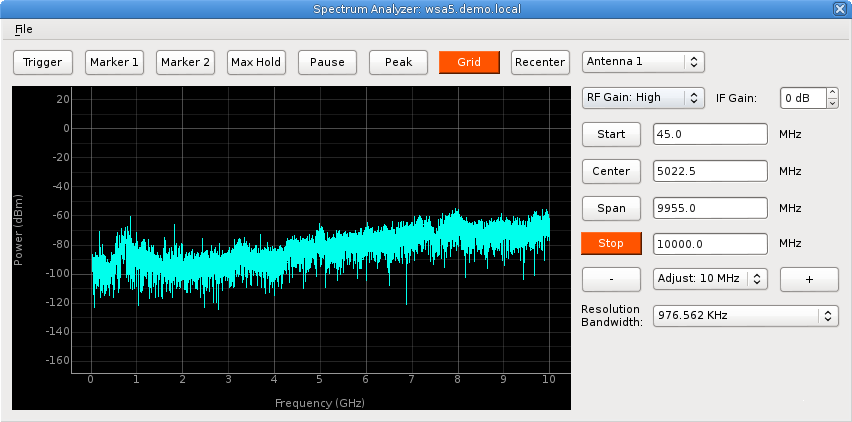 Spectrum Analyzer: wsa5.demo.local
File
Trigger Marker 1 Marker 2 Max Hold Pause Peak Grid Recenter Antenna 1
RF Gain: High IF Gain: 0 dB
Start 45.0 MHz
Center 5022.5 MHz
Span 9955.0 MHz
Stop 10000.0 MHz
- Adjust: 10 MHz +
Resolution
Bandwidth: 976.562 KHz
Power (dBm)
20
0
-20
-40
-60
-80
-100
-120
-140
-160
0 1 2 3 4 5 6 7 8 9 10
Frequency (GHz)